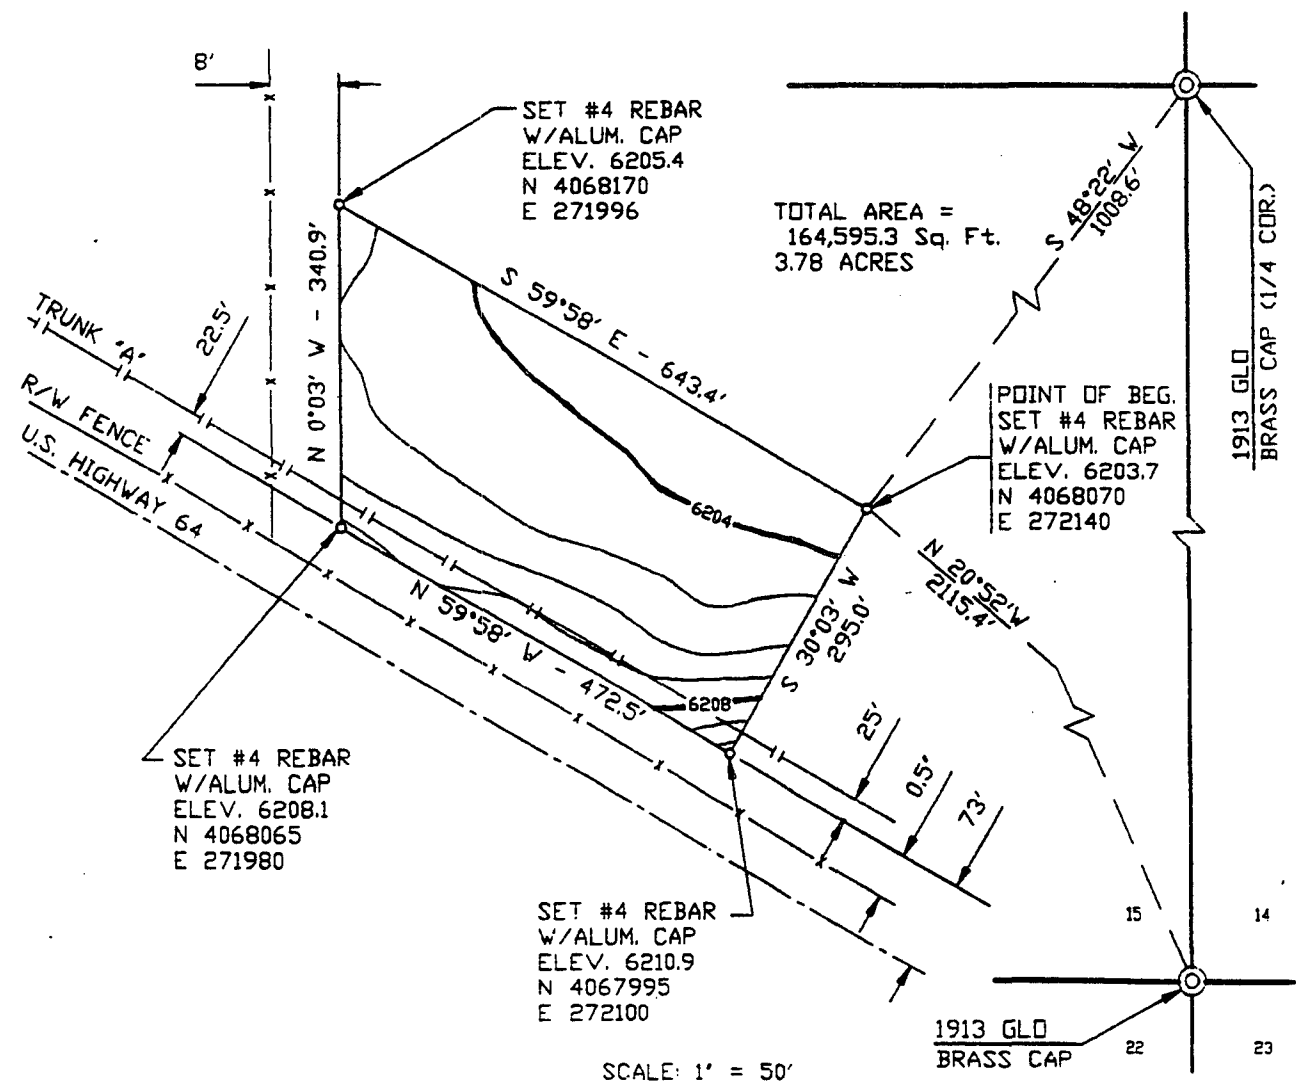 8'
SET #4 REBAR
W/ALUM. CAP
ELEV. 6205.4
N 4068170
E 271996
TOTAL AREA =
164,595.3 Sq. Ft.
3.78 ACRES
S 48°22' W
1008.6'
1913 GLO
BRASS CAP (1/4 COR.)
N 0°03' W - 340.9'
S 59°58' E - 643.4'
TRUNK "A"
22.5'
R/W FENCE
U.S. HIGHWAY 64
POINT OF BEG.
SET #4 REBAR
W/ALUM. CAP
ELEV. 6203.7
N 4068070
E 272140
6204
N 20°52'W
2115.4'
S 30°03' W
295.0'
N 59°58' W - 472.5'
6208
25'
0.5'
73'
SET #4 REBAR
W/ALUM. CAP
ELEV. 6208.1
N 4068065
E 271980
SET #4 REBAR
W/ALUM. CAP
ELEV. 6210.9
N 4067995
E 272100
15
14
1913 GLO
BRASS CAP
22
23
SCALE: 1" = 50'